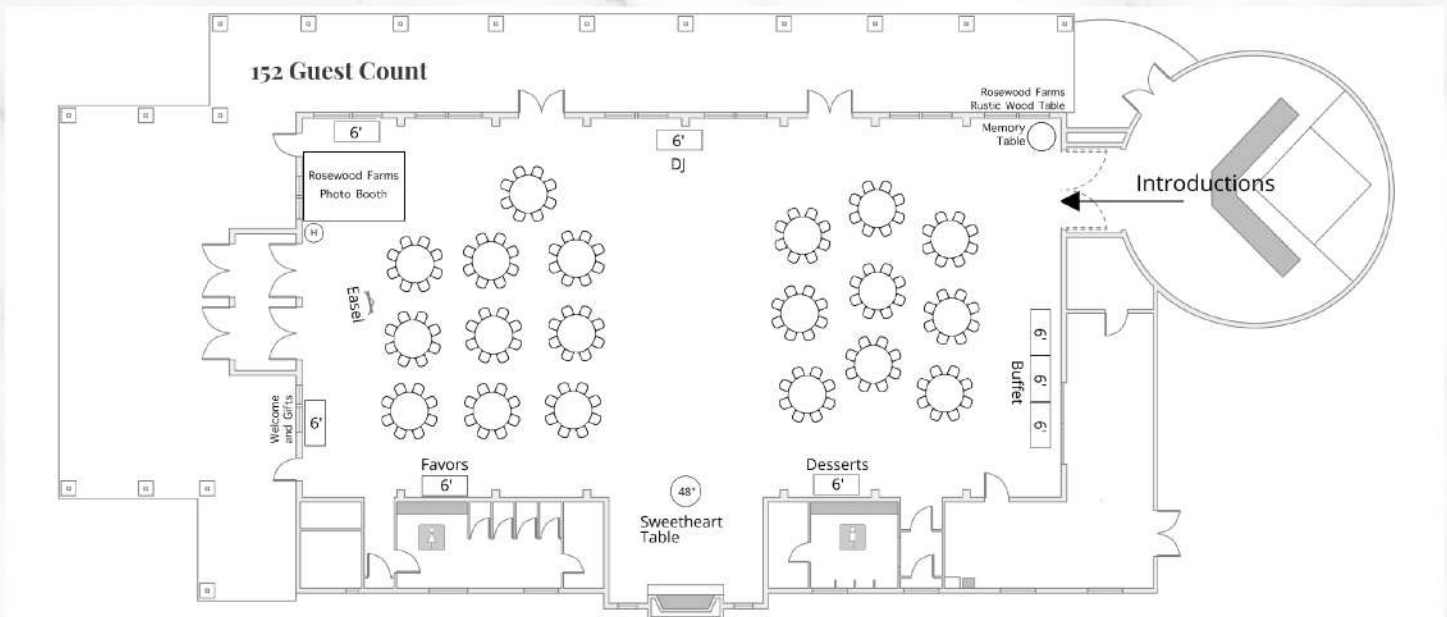 152 Guest Count
Rosewood Farms
Rustic Wood Table
6'
6'
DJ
Memory
Table
Rosewood Farms
Photo Booth
Introductions
H
Easel
6'
6'
6'
Buffet
Welcome
and Gifts
6'
Favors
6'
Desserts
6'
48"
Sweetheart
Table